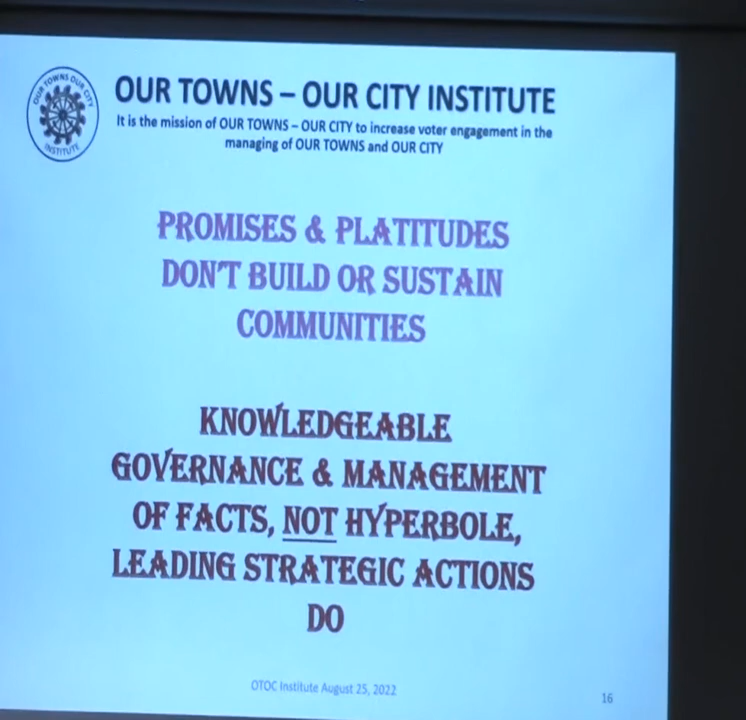 OUR TOWNS OUR CITY
INSTITUTE
OUR TOWNS – OUR CITY INSTITUTE
It is the mission of OUR TOWNS – OUR CITY to increase voter engagement in the
managing of OUR TOWNS and OUR CITY
PROMISES & PLATITUDES
DON'T BUILD OR SUSTAIN
COMMUNITIES
KNOWLEDGEABLE
GOVERNANCE & MANAGEMENT
OF FACTS, NOT HYPERBOLE,
LEADING STRATEGIC ACTIONS
DO
OTOC Institute August 25, 2022
16